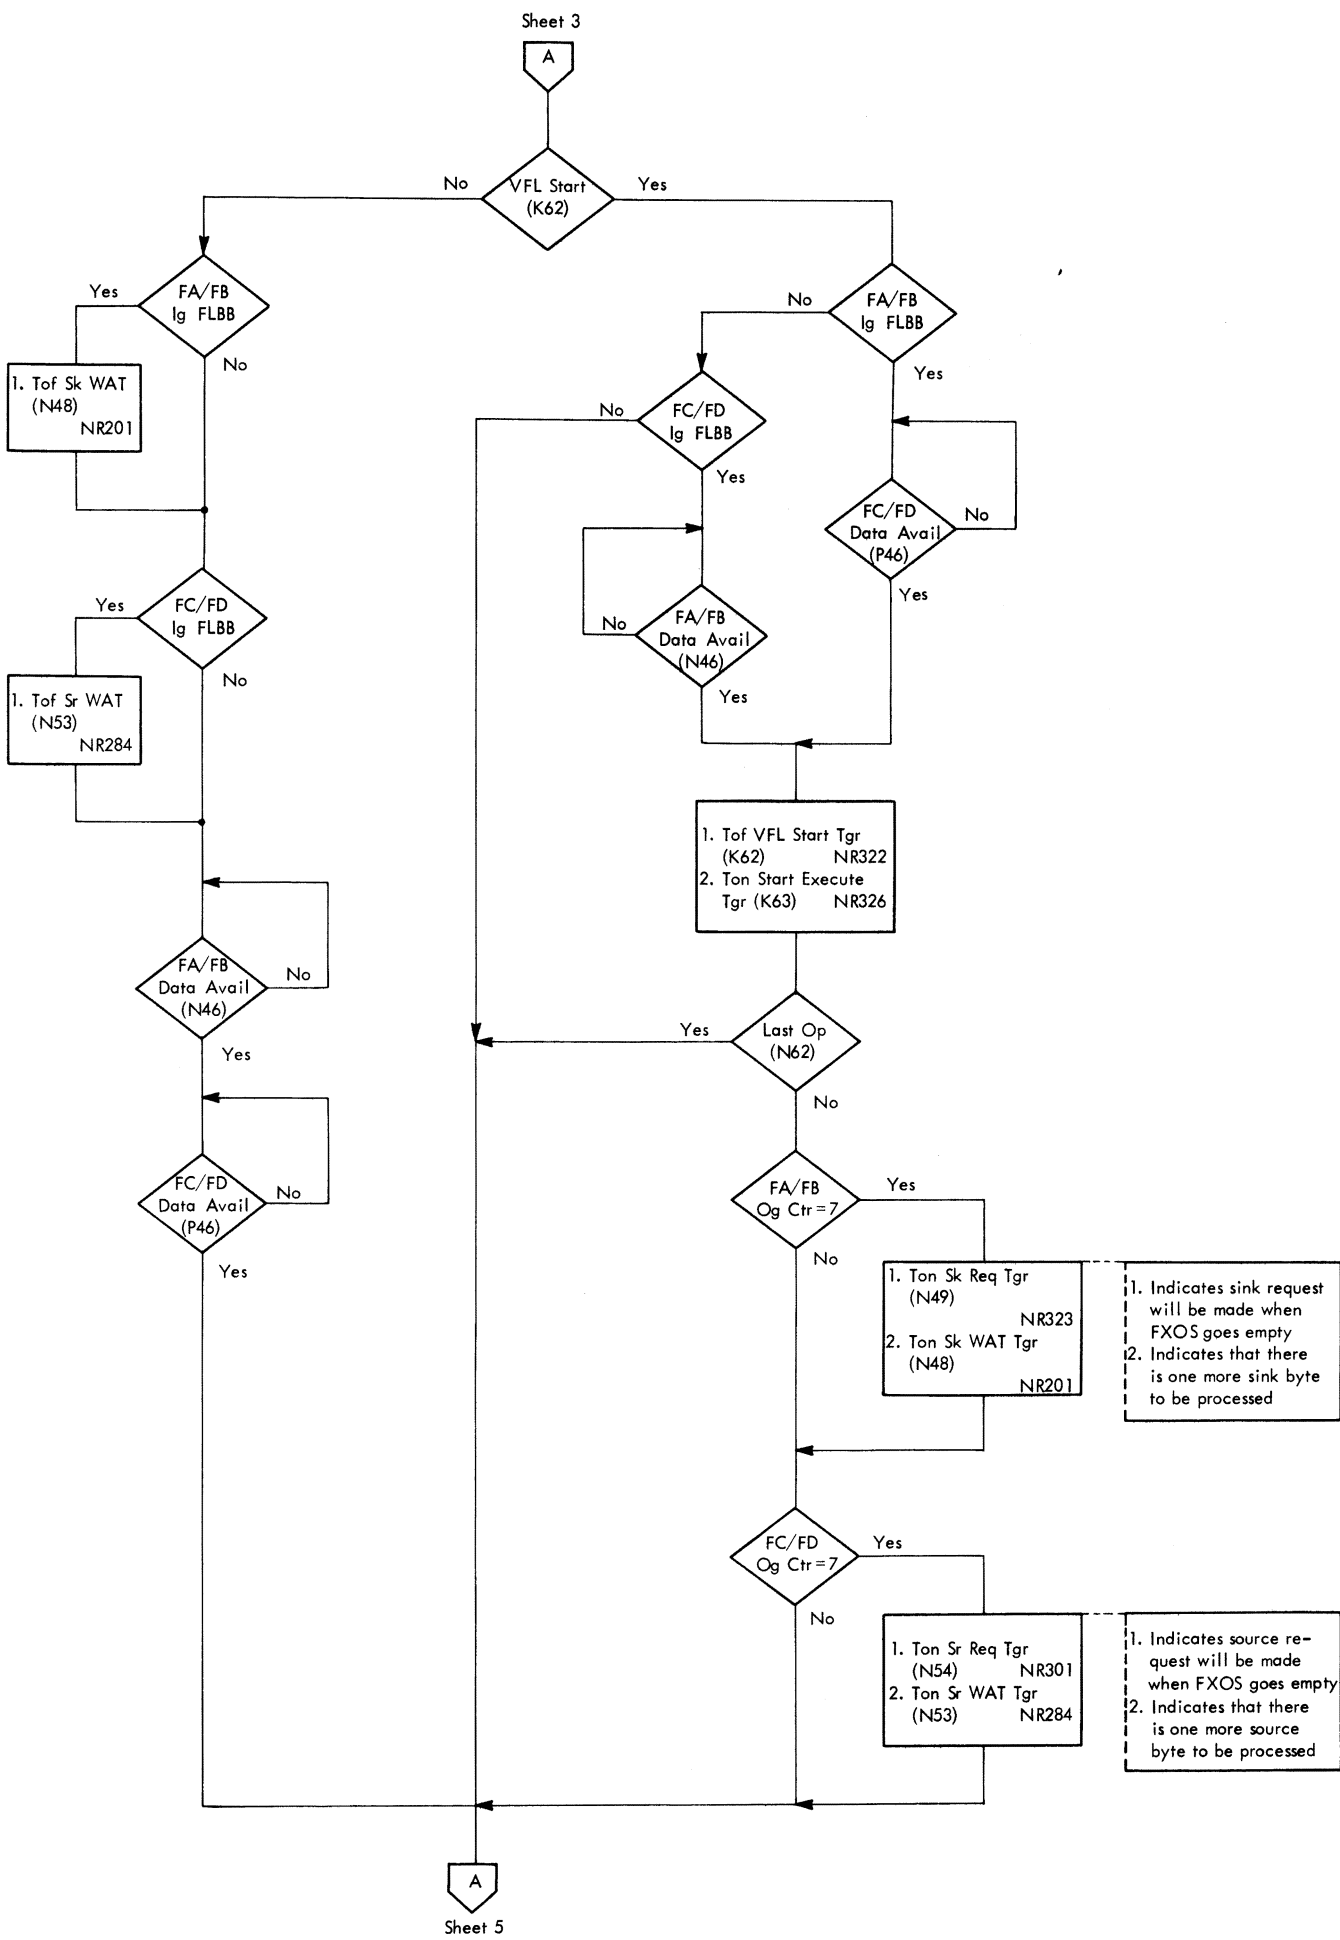 Sheet 3
A
No
VFL Start
(K62)
Yes
Yes
FA/FB
Ig FLBB
No
1. Tof Sk WAT
(N48)
NR201
No
FA/FB
Ig FLBB
Yes
No
FC/FD
Ig FLBB
Yes
FC/FD
Data Avail
(P46)
No
Yes
Yes
FC/FD
Ig FLBB
No
No
FA/FB
Data Avail
(N46)
Yes
1. Tof Sr WAT
(N53)
NR284
1. Tof VFL Start Tgr
(K62) NR322
2. Ton Start Execute
Tgr (K63) NR326
FA/FB
Data Avail
(N46)
No
Yes
Yes
Last Op
(N62)
No
FC/FD
Data Avail
(P46)
No
Yes
FA/FB
Og Ctr=7
Yes
No
1. Ton Sk Req Tgr
(N49)
NR323
2. Ton Sk WAT Tgr
(N48)
NR201
1. Indicates sink request
will be made when
FXOS goes empty
2. Indicates that there
is one more sink byte
to be processed
FC/FD
Og Ctr=7
Yes
No
1. Ton Sr Req Tgr
(N54) NR301
2. Ton Sr WAT Tgr
(N53) NR284
1. Indicates source re-
quest will be made
when FXOS goes empty
2. Indicates that there
is one more source
byte to be processed
A
Sheet 5